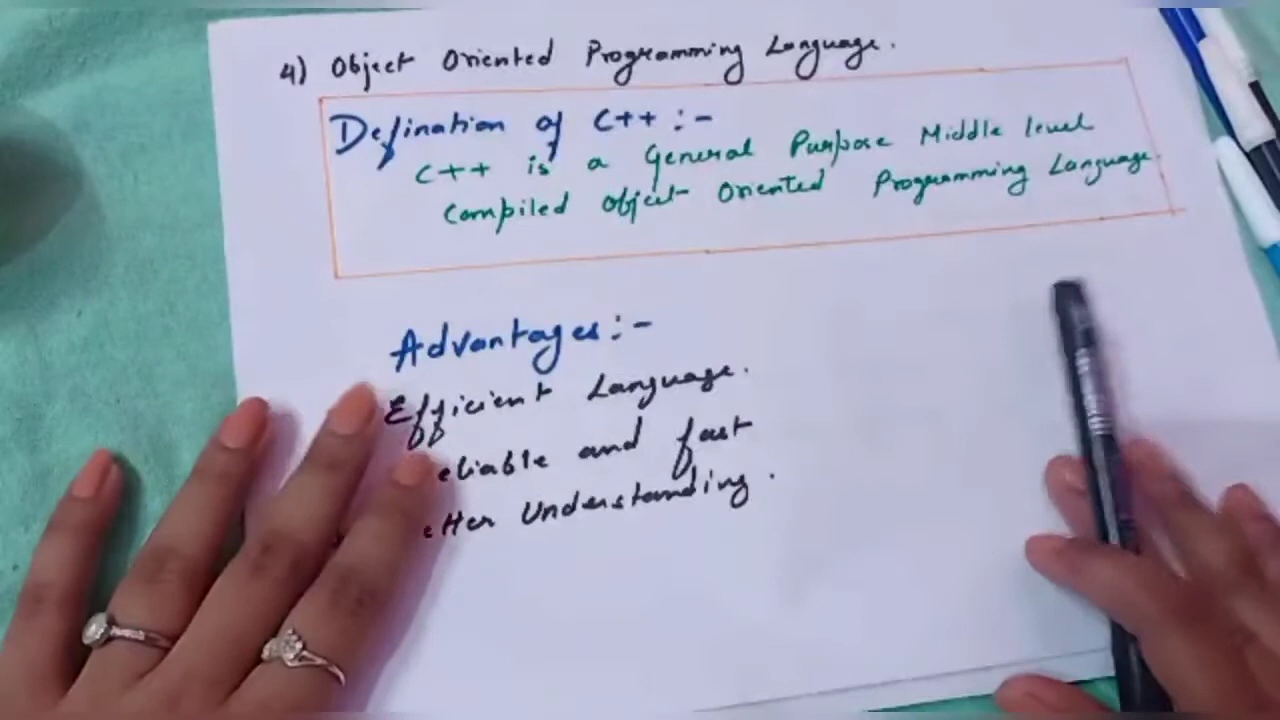 4) Object Oriented Programming Language.
Defination of C++ :-
C++ is a General Purpose Middle level
Compiled Object Oriented Programming Language.
Advantages :-
Efficient Language.
eliable and fast
etter Understanding.